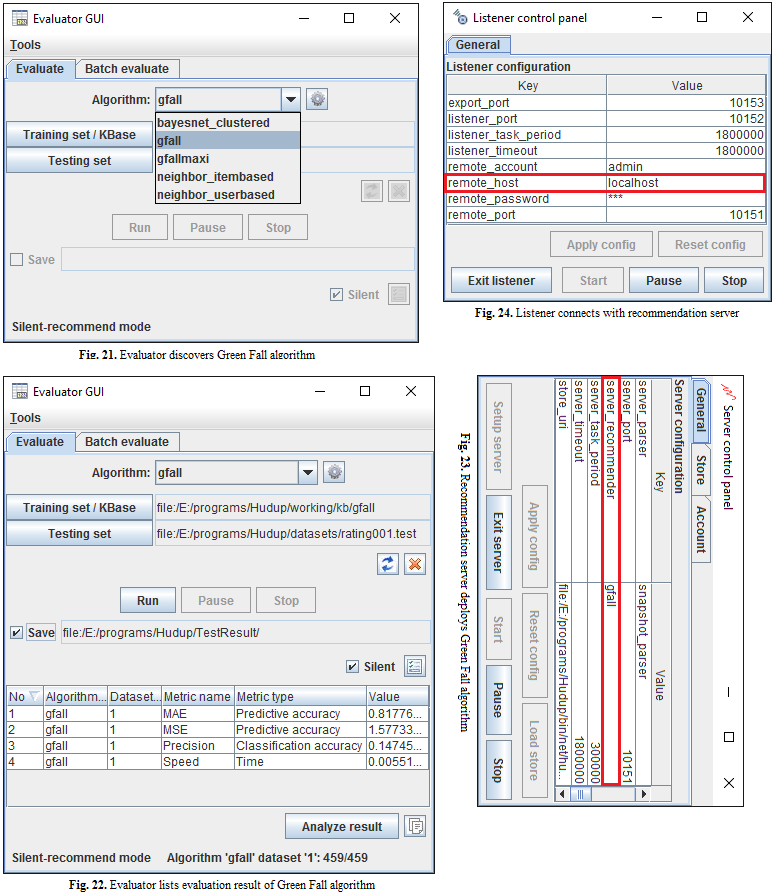 Evaluator GUI
Tools
Evaluate Batch evaluate
Algorithm: gfall
bayesnet_clustered
gfall
gfallmaxi
neighbor_itembased
neighbor_userbased
Training set / KBase
Testing set
Run Pause Stop
Save
Silent
Silent-recommend mode
Fig. 21. Evaluator discovers Green Fall algorithm
Listener control panel
General
Listener configuration
Key Value
export_port 10153
listener_port 10152
listener_task_period 1800000
listener_timeout 1800000
remote_account admin
remote_host localhost
remote_password ***
remote_port 10151
Apply config Reset config
Exit listener Start Pause Stop
Fig. 24. Listener connects with recommendation server
Evaluator GUI
Tools
Evaluate Batch evaluate
Algorithm: gfall
Training set / KBase file:/E:/programs/Hudup/working/kb/gfall
Testing set file:/E:/programs/Hudup/datasets/rating001.test
Run Pause Stop
Save file:/E:/programs/Hudup/TestResult/
Silent
No Algorithm... Dataset... Metric name Metric type Value
1 gfall 1 MAE Predictive accuracy 0.81776...
2 gfall 1 MSE Predictive accuracy 1.57733...
3 gfall 1 Precision Classification accuracy 0.14745...
4 gfall 1 Speed Time 0.00551...
Analyze result
Silent-recommend mode Algorithm 'gfall' dataset '1': 459/459
Fig. 22. Evaluator lists evaluation result of Green Fall algorithm
Server control panel
General Store Account
Server configuration
Key Value
server_parser snapshot_parser
server_port 10151
server_recommender gfall
server_task_period 300000
server_timeout 1800000
store_uri file:/E:/programs/Hudup/bin/net/hu...
Apply config Reset config Load store
Setup server Exit server Start Pause Stop
Fig. 23. Recommendation server deploys Green Fall algorithm